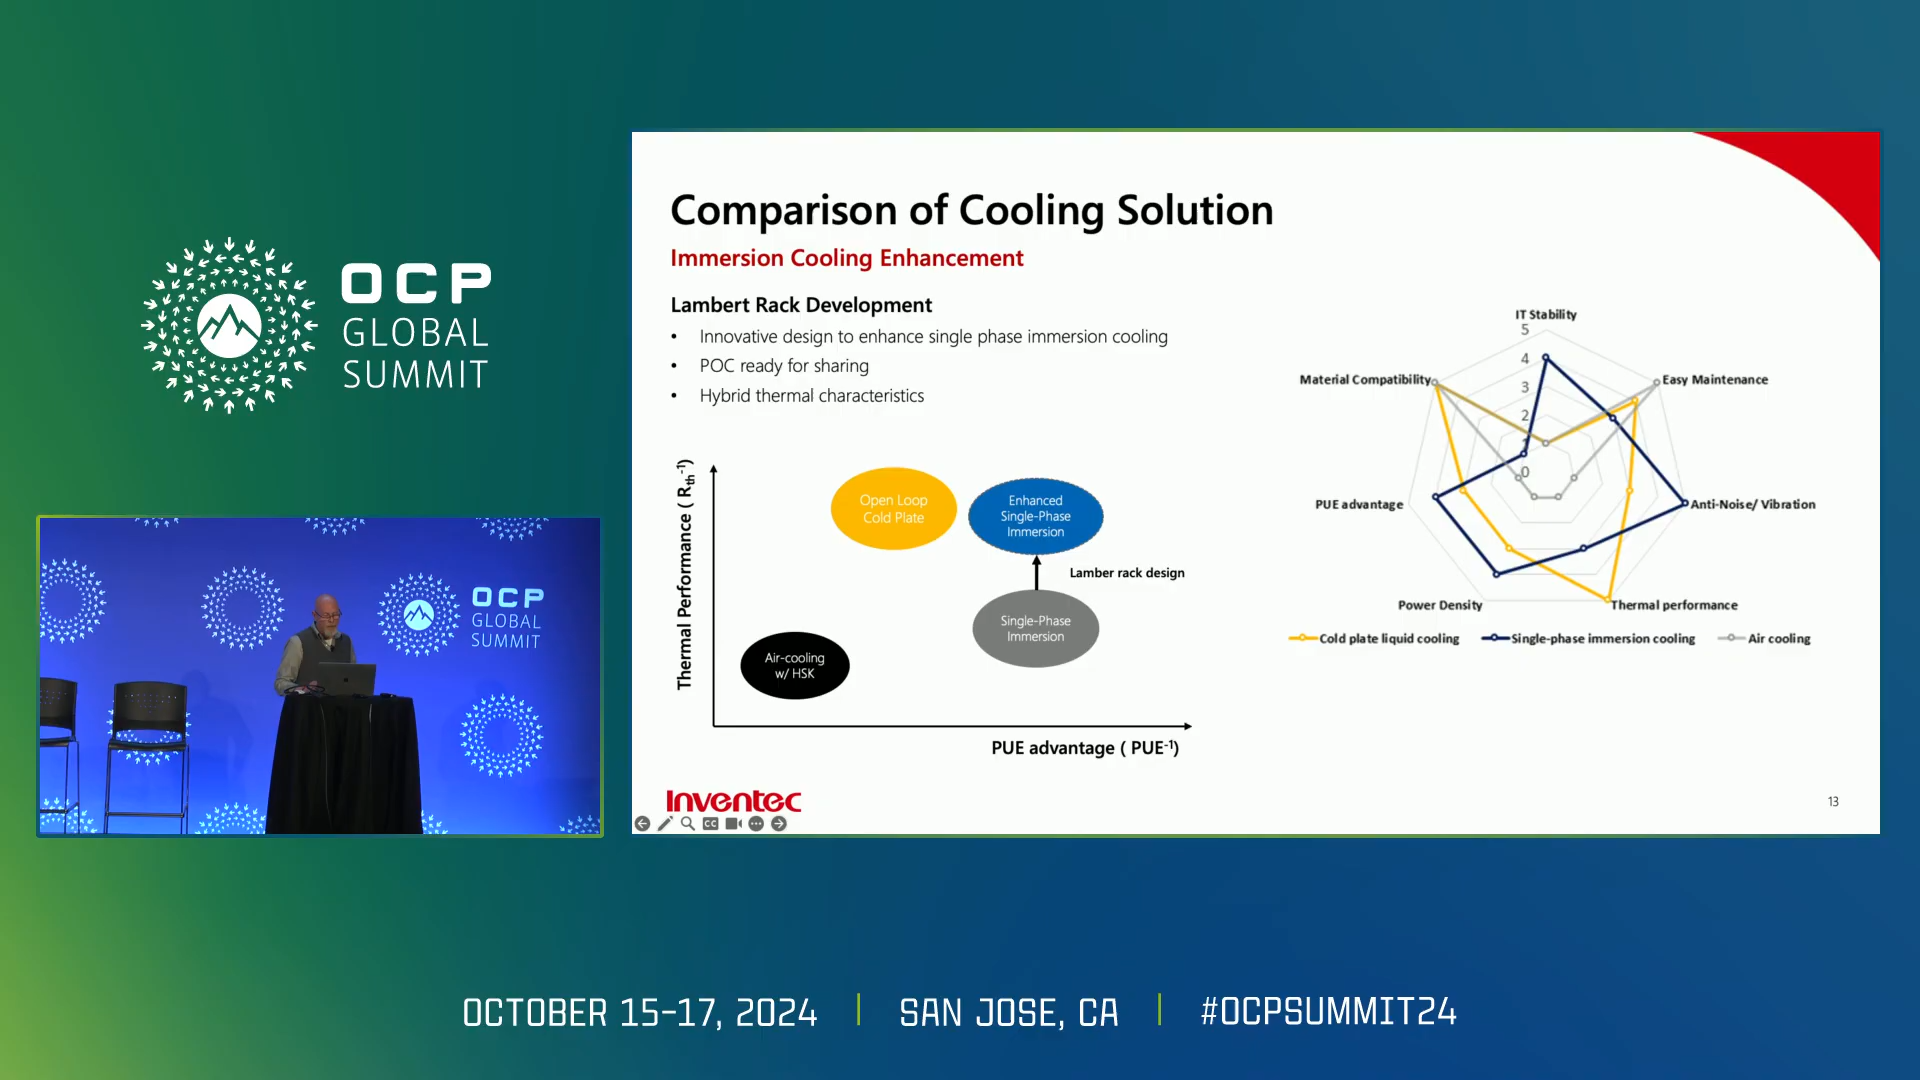 OCP
GLOBAL
SUMMIT
OCP
GLOBAL
SUMMIT
Comparison of Cooling Solution
Immersion Cooling Enhancement
Lambert Rack Development
• Innovative design to enhance single phase immersion cooling
• POC ready for sharing
• Hybrid thermal characteristics
Thermal Performance ( Rth-1)
Open Loop
Cold Plate
Enhanced
Single-Phase
Immersion
Lamber rack design
Single-Phase
Immersion
Air-cooling
w/ HSK
PUE advantage ( PUE-1)
IT Stability
5
4
3
2
1
0
Material Compatibility
Easy Maintenance
PUE advantage
Anti-Noise/ Vibration
Power Density
Thermal performance
Cold plate liquid cooling
Single-phase immersion cooling
Air cooling
Inventec
CC
13
OCTOBER 15-17, 2024 | SAN JOSE, CA | #OCPSUMMIT24